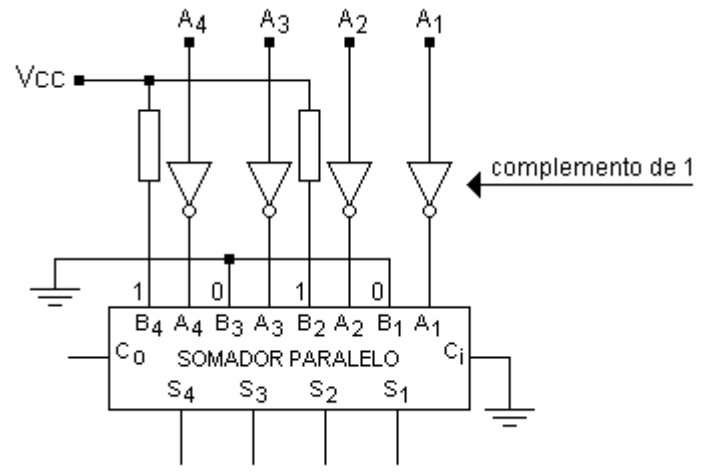 A4 A3 A2 A1
Vcc
complemento de 1
1 0 1 0
B4 A4 B3 A3 B2 A2 B1 A1
C0 SOMADOR PARALELO Ci
S4 S3 S2 S1